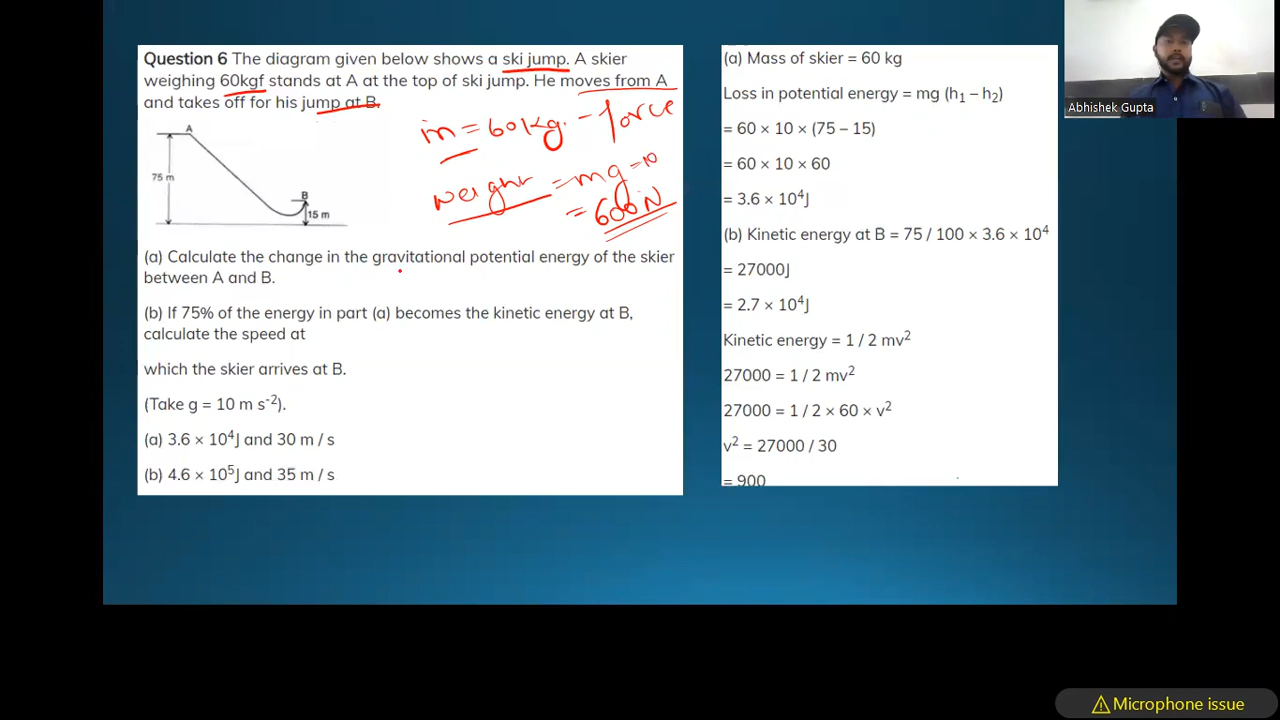 Question 6 The diagram given below shows a ski jump. A skier
weighing 60kgf stands at A at the top of ski jump. He moves from A
and takes off for his jump at B.
m = 60kg. - force
weight = mg - 10
= 600N
A
75 m
B
15 m
(a) Calculate the change in the gravitational potential energy of the skier
between A and B.
(b) If 75% of the energy in part (a) becomes the kinetic energy at B,
calculate the speed at
which the skier arrives at B.
(Take g = 10 m s⁻²).
(a) 3.6 × 10⁴J and 30 m / s
(b) 4.6 × 10⁵J and 35 m / s
(a) Mass of skier = 60 kg
Loss in potential energy = mg (h₁ – h₂)
= 60 × 10 × (75 – 15)
= 60 × 10 × 60
= 3.6 × 10⁴J
(b) Kinetic energy at B = 75 / 100 × 3.6 × 10⁴
= 27000J
= 2.7 × 10⁴J
Kinetic energy = 1 / 2 mv²
27000 = 1 / 2 mv²
27000 = 1 / 2 × 60 × v²
v² = 27000 / 30
= 900
Abhishek Gupta
Microphone issue